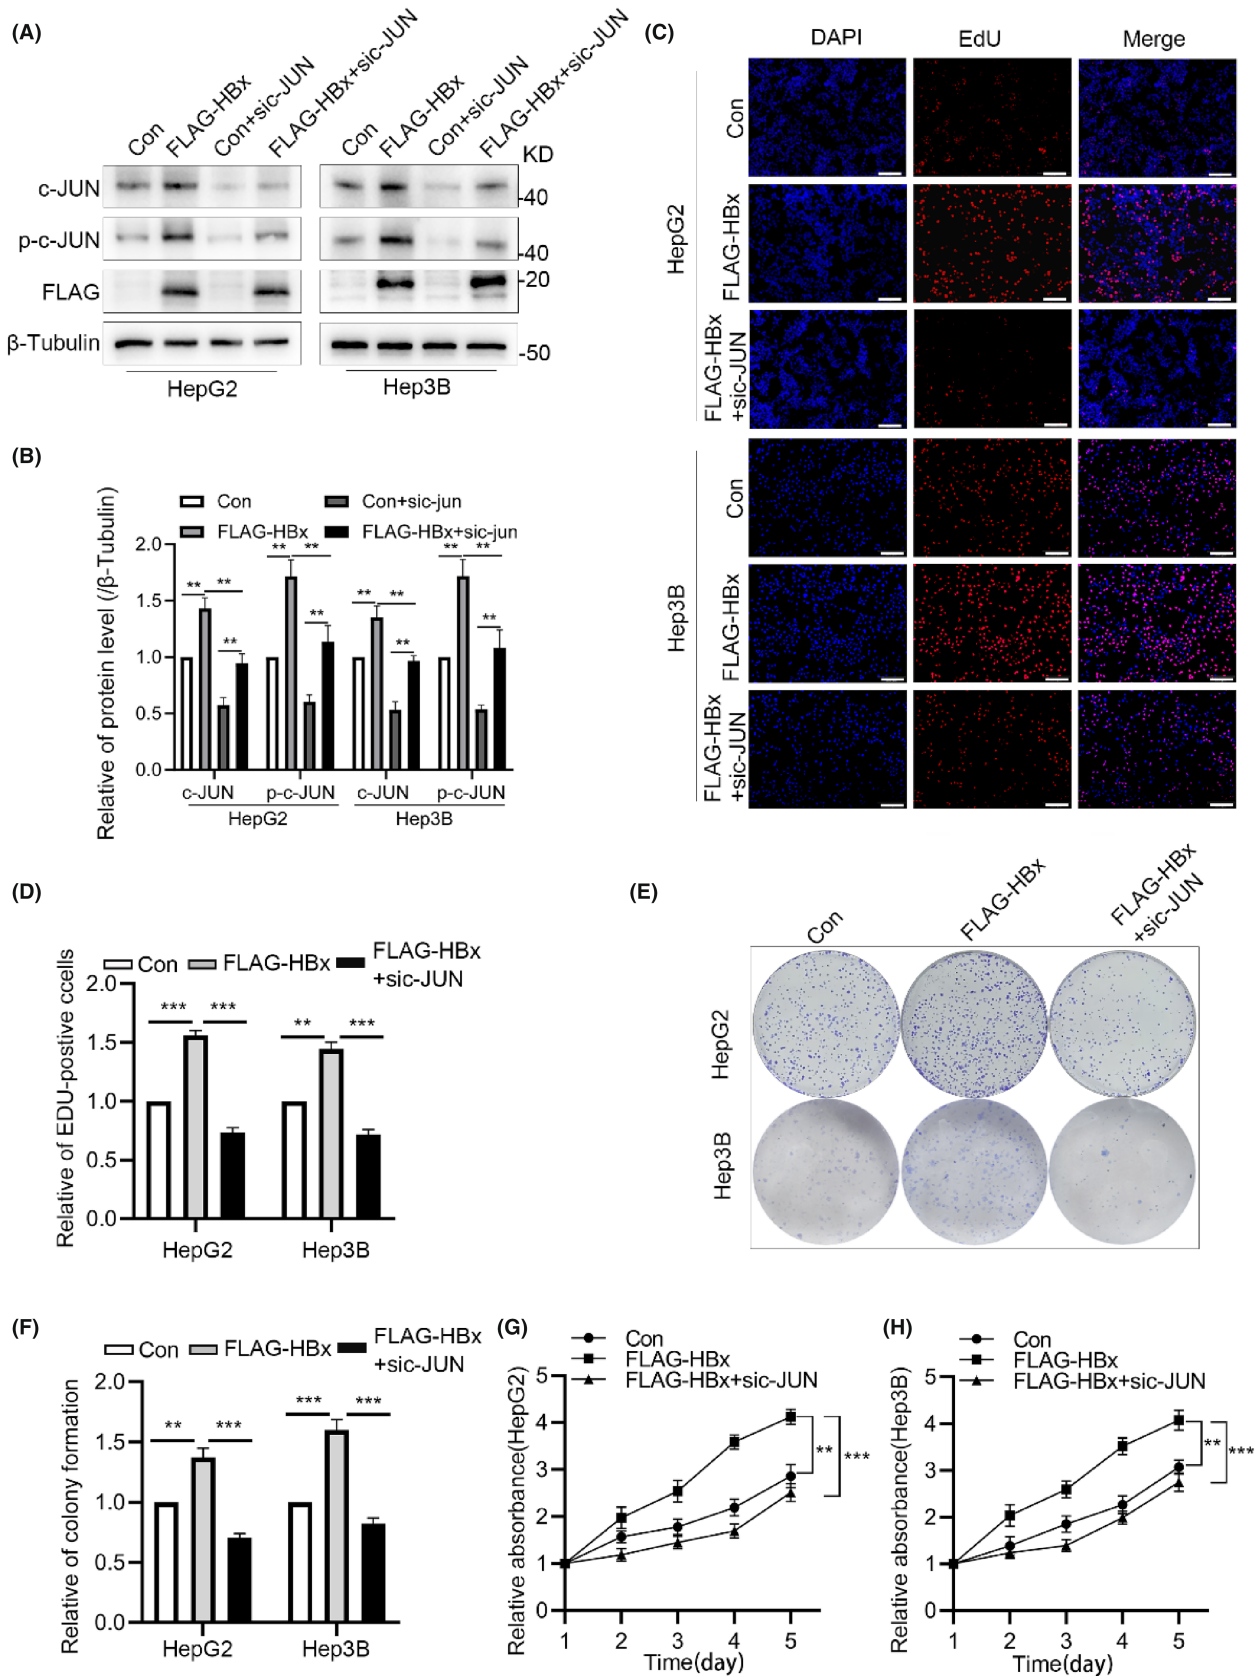 (A)
Con
FLAG-HBx
Con+sic-JUN
FLAG-HBx+sic-JUN
Con
FLAG-HBx
Con+sic-JUN
FLAG-HBx+sic-JUN
KD
c-JUN
-40
p-c-JUN
-40
FLAG
-20
β-Tubulin
-50
HepG2
Hep3B
(B)
Con
Con+sic-jun
FLAG-HBx
FLAG-HBx+sic-jun
Relative of protein level (/β-Tubulin)
2.0
1.5
1.0
0.5
0.0
** ** ** ** ** ** ** ** ** ** ** **
c-JUN p-c-JUN c-JUN p-c-JUN
HepG2 Hep3B
(C)
DAPI EdU Merge
HepG2
Con
FLAG-HBx
FLAG-HBx
+sic-JUN
Hep3B
Con
FLAG-HBx
FLAG-HBx
+sic-JUN
(D)
Con FLAG-HBx FLAG-HBx
+sic-JUN
Relative of EDU-postive ccells
2.0
1.5
1.0
0.5
0.0
*** *** ** ***
HepG2 Hep3B
(E)
Con
FLAG-HBx
FLAG-HBx
+sic-JUN
HepG2
Hep3B
(F)
Con FLAG-HBx FLAG-HBx
+sic-JUN
Relative of colony formation
2.0
1.5
1.0
0.5
0.0
** *** *** ***
HepG2 Hep3B
(G)
Con
FLAG-HBx
FLAG-HBx+sic-JUN
Relative absorbance(HepG2)
5
4
3
2
1
0
** ***
1 2 3 4 5
Time(day)
(H)
Con
FLAG-HBx
FLAG-HBx+sic-JUN
Relative absorbance(Hep3B)
5
4
3
2
1
0
** ***
1 2 3 4 5
Time(day)